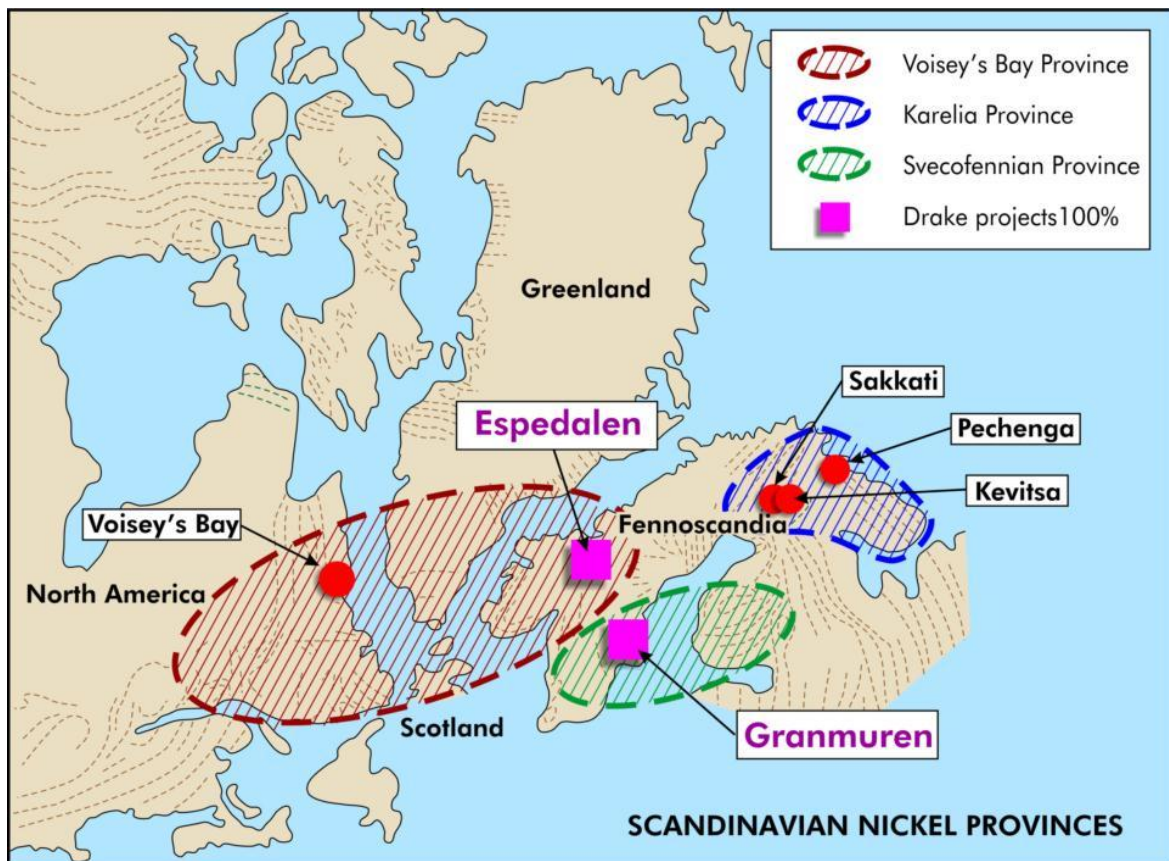 Voisey's Bay Province
Karelia Province
Svecofennian Province
Drake projects100%
Greenland
Sakkati
Espedalen
Pechenga
Kevitsa
Voisey's Bay
Fennoscandia
North America
Scotland
Granmuren
SCANDINAVIAN NICKEL PROVINCES